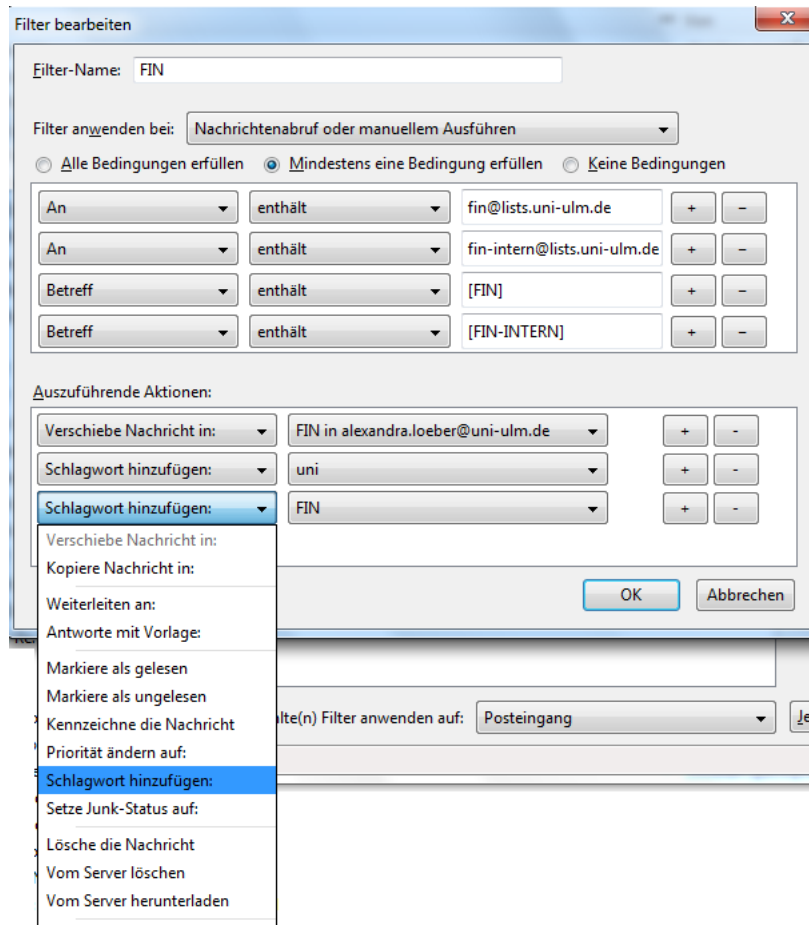 Filter bearbeiten
Filter-Name: FIN
Filter anwenden bei: Nachrichtenabruf oder manuellem Ausführen
Alle Bedingungen erfüllen Mindestens eine Bedingung erfüllen Keine Bedingungen
An enthält fin@lists.uni-ulm.de + –
An enthält fin-intern@lists.uni-ulm.de + –
Betreff enthält [FIN] + –
Betreff enthält [FIN-INTERN] + –
Auszuführende Aktionen:
Verschiebe Nachricht in: FIN in alexandra.loeber@uni-ulm.de + -
Schlagwort hinzufügen: uni + -
Schlagwort hinzufügen: FIN + -
Verschiebe Nachricht in:
Kopiere Nachricht in:
Weiterleiten an:
OK Abbrechen
Antworte mit Vorlage:
Markiere als gelesen
Markiere als ungelesen
Kennzeichne die Nachricht
lte(n) Filter anwenden auf: Posteingang Je
Priorität ändern auf:
Schlagwort hinzufügen:
Setze Junk-Status auf:
Lösche die Nachricht
Vom Server löschen
Vom Server herunterladen